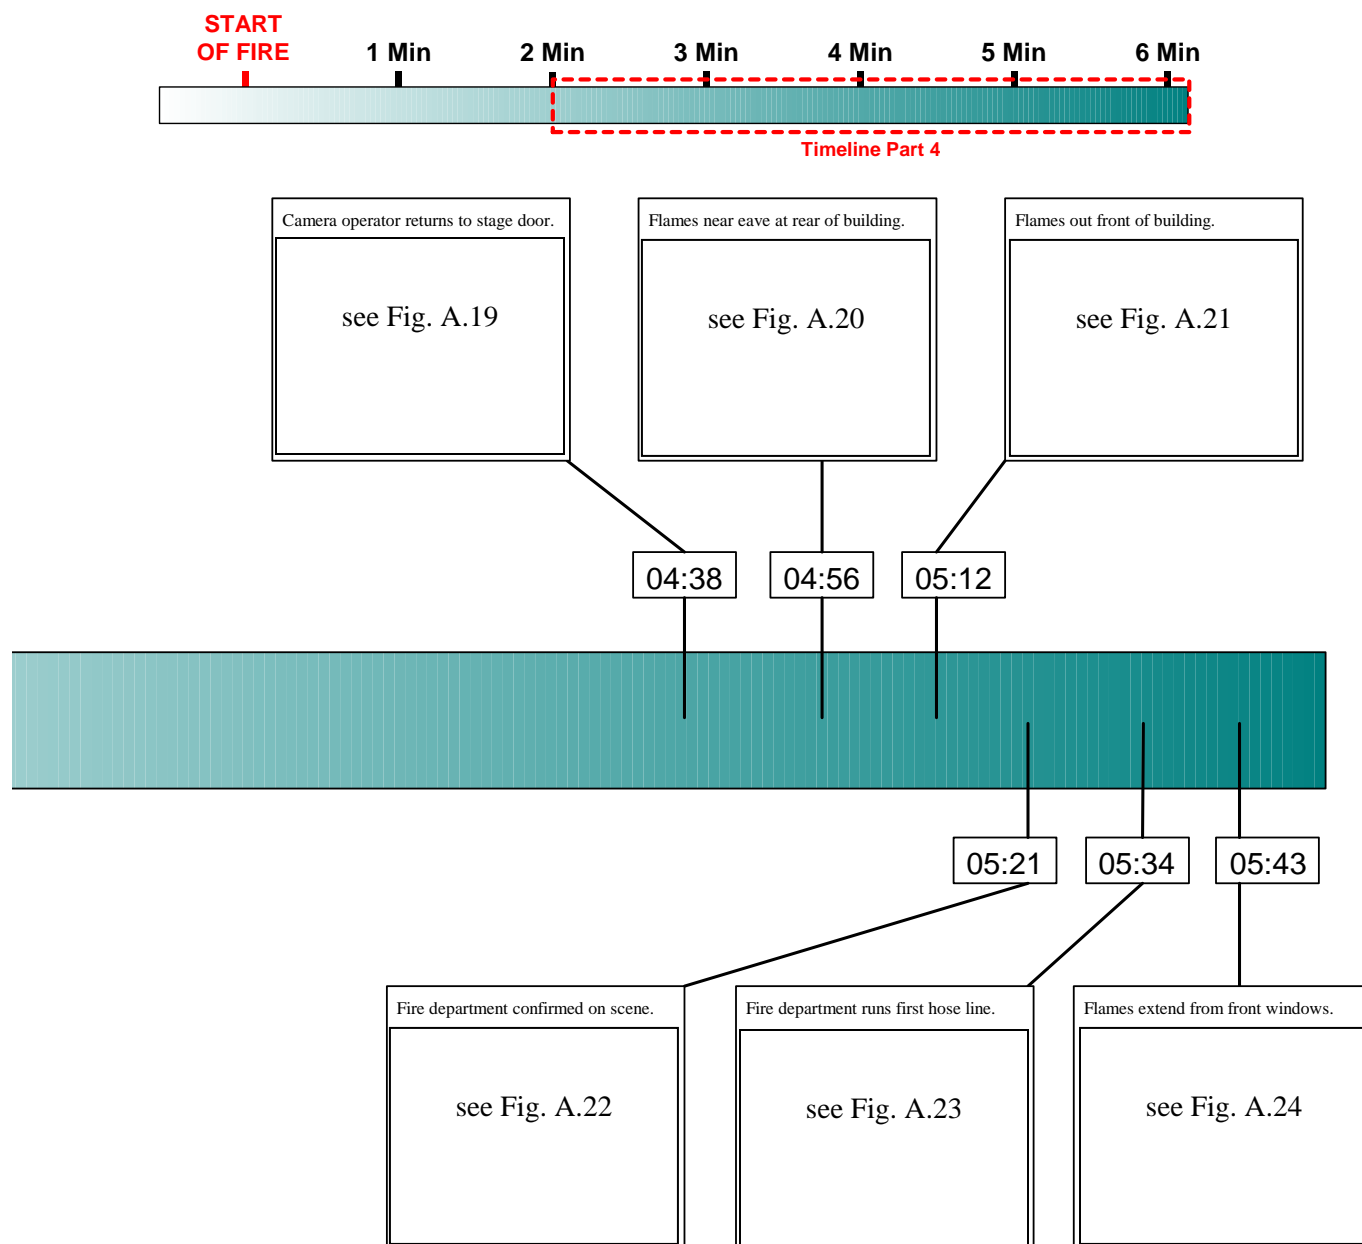 START
OF FIRE
1 Min
2 Min
3 Min
4 Min
5 Min
6 Min
Timeline Part 4
Camera operator returns to stage door.
see Fig. A.19
Flames near eave at rear of building.
see Fig. A.20
Flames out front of building.
see Fig. A.21
04:38
04:56
05:12
05:21
05:34
05:43
Fire department confirmed on scene.
see Fig. A.22
Fire department runs first hose line.
see Fig. A.23
Flames extend from front windows.
see Fig. A.24